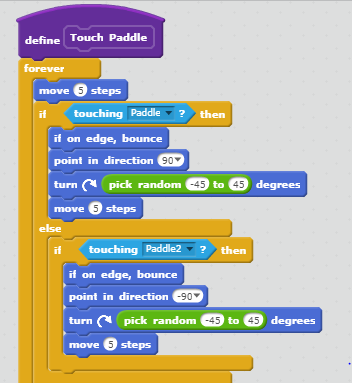 define Touch Paddle
forever
move 5 steps
if touching Paddle ? then
if on edge, bounce
point in direction 90
turn pick random -45 to 45 degrees
move 5 steps
else
if touching Paddle2 ? then
if on edge, bounce
point in direction -90
turn pick random -45 to 45 degrees
move 5 steps